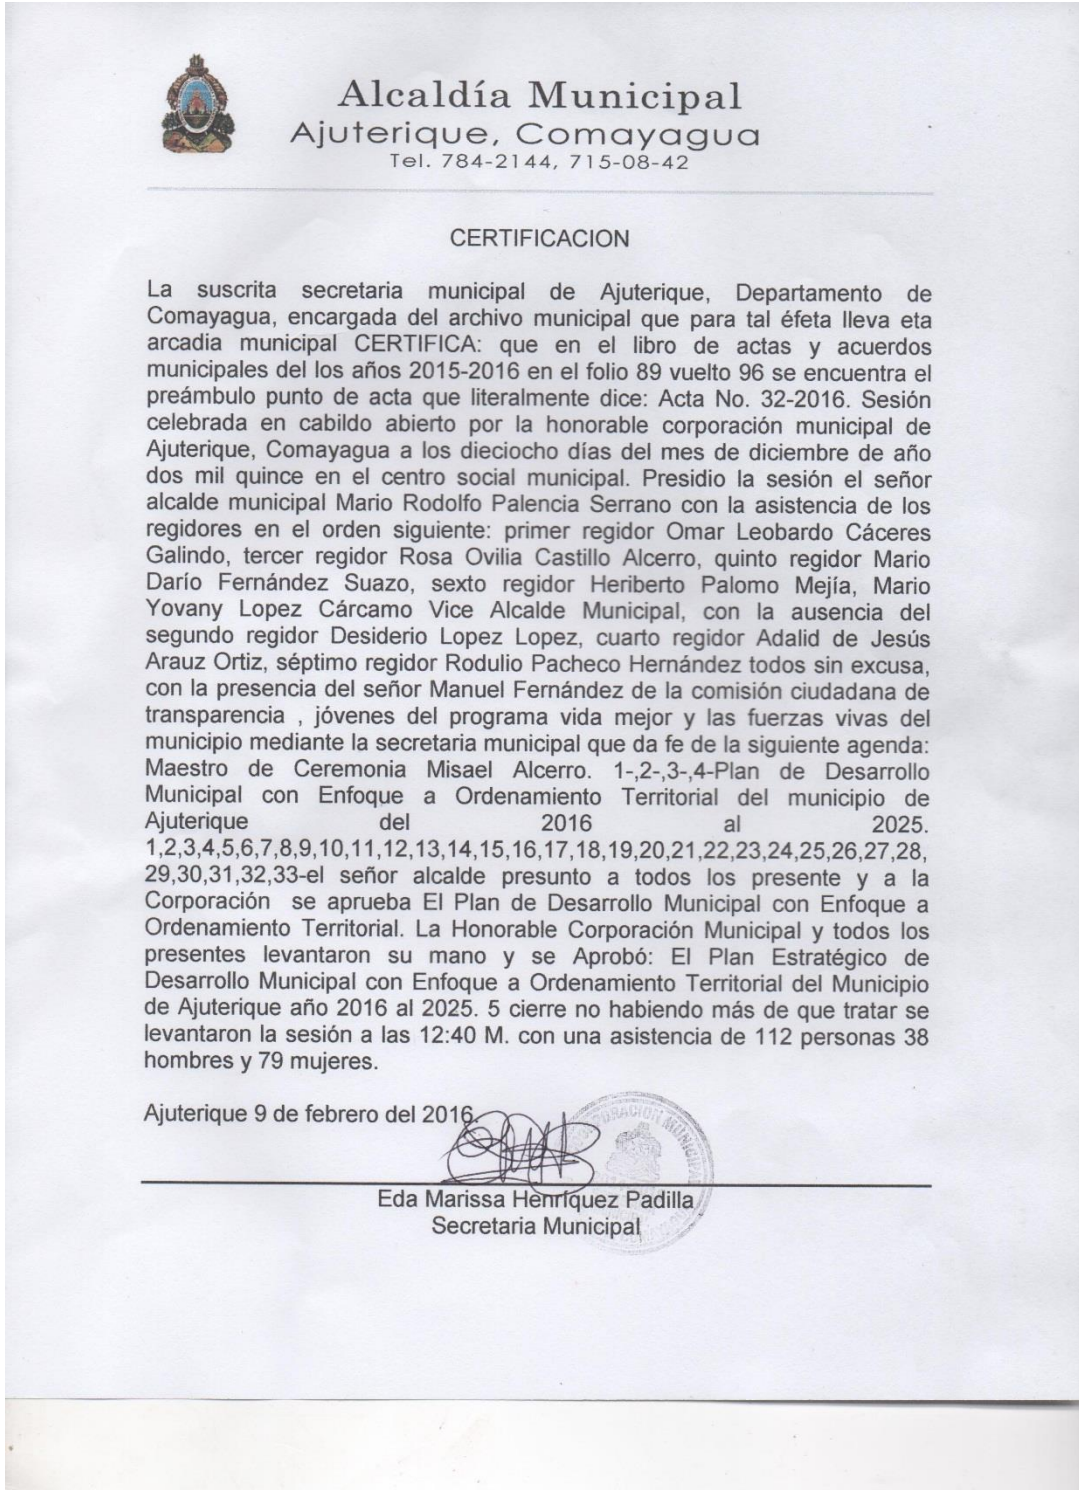 Alcaldía Municipal
Ajuterique, Comayagua
Tel. 784-2144, 715-08-42
CERTIFICACION
La suscrita secretaria municipal de Ajuterique, Departamento de
Comayagua, encargada del archivo municipal que para tal éfeta lleva eta
arcadia municipal CERTIFICA: que en el libro de actas y acuerdos
municipales del los años 2015-2016 en el folio 89 vuelto 96 se encuentra el
preámbulo punto de acta que literalmente dice: Acta No. 32-2016. Sesión
celebrada en cabildo abierto por la honorable corporación municipal de
Ajuterique, Comayagua a los dieciocho días del mes de diciembre de año
dos mil quince en el centro social municipal. Presidio la sesión el señor
alcalde municipal Mario Rodolfo Palencia Serrano con la asistencia de los
regidores en el orden siguiente: primer regidor Omar Leobardo Cáceres
Galindo, tercer regidor Rosa Ovilia Castillo Alcerro, quinto regidor Mario
Darío Fernández Suazo, sexto regidor Heriberto Palomo Mejía, Mario
Yovany Lopez Cárcamo Vice Alcalde Municipal, con la ausencia del
segundo regidor Desiderio Lopez Lopez, cuarto regidor Adalid de Jesús
Arauz Ortiz, séptimo regidor Rodulio Pacheco Hernández todos sin excusa,
con la presencia del señor Manuel Fernández de la comisión ciudadana de
transparencia , jóvenes del programa vida mejor y las fuerzas vivas del
municipio mediante la secretaria municipal que da fe de la siguiente agenda:
Maestro de Ceremonia Misael Alcerro. 1-,2-,3-,4-Plan de Desarrollo
Municipal con Enfoque a Ordenamiento Territorial del municipio de
Ajuterique del 2016 al 2025.
1,2,3,4,5,6,7,8,9,10,11,12,13,14,15,16,17,18,19,20,21,22,23,24,25,26,27,28,
29,30,31,32,33-el señor alcalde presunto a todos los presente y a la
Corporación se aprueba El Plan de Desarrollo Municipal con Enfoque a
Ordenamiento Territorial. La Honorable Corporación Municipal y todos los
presentes levantaron su mano y se Aprobó: El Plan Estratégico de
Desarrollo Municipal con Enfoque a Ordenamiento Territorial del Municipio
de Ajuterique año 2016 al 2025. 5 cierre no habiendo más de que tratar se
levantaron la sesión a las 12:40 M. con una asistencia de 112 personas 38
hombres y 79 mujeres.
Ajuterique 9 de febrero del 2016.
CORPORACION MUNICIPAL
Eda Marissa Henríquez Padilla
Secretaria Municipal